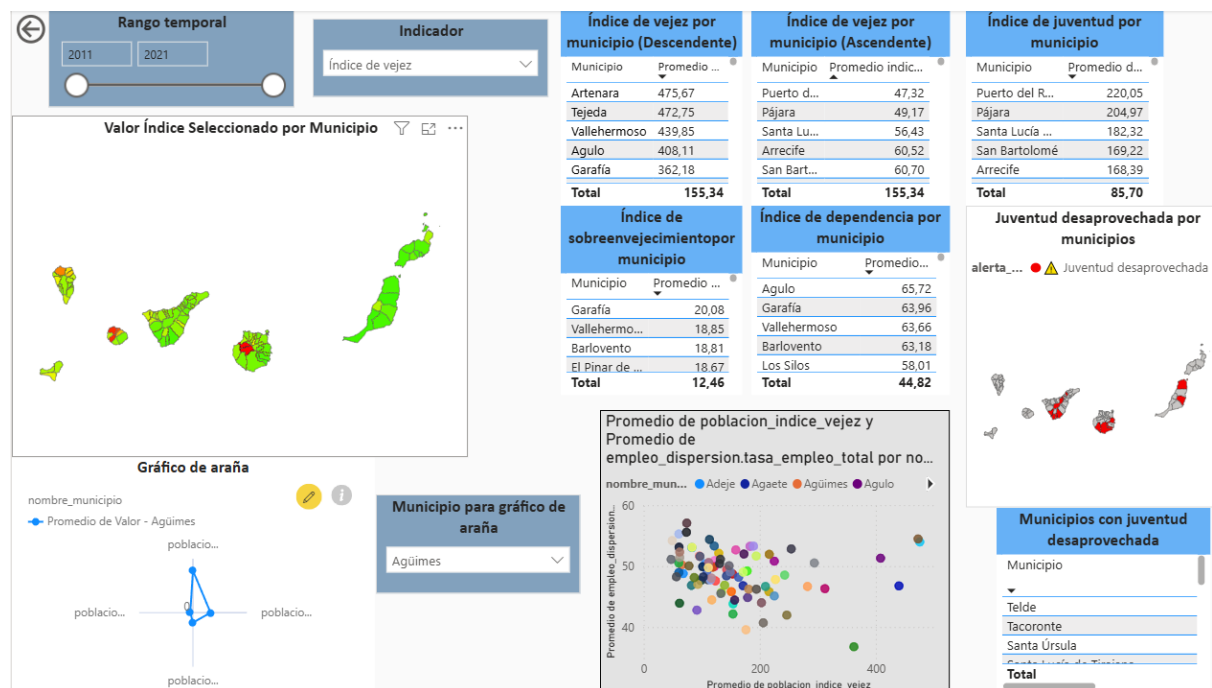 Rango temporal
2011
2021
Indicador
Índice de vejez
Índice de vejez por
municipio (Descendente)
Municipio Promedio ...
Artenara 475,67
Tejeda 472,75
Vallehermoso 439,85
Agulo 408,11
Garafía 362,18
Total 155,34
Índice de vejez por
municipio (Ascendente)
Municipio Promedio indic...
Puerto d... 47,32
Pájara 49,17
Santa Lu... 56,43
Arrecife 60,52
San Bart... 60,70
Total 155,34
Índice de juventud por
municipio
Municipio Promedio d...
Puerto del R... 220,05
Pájara 204,97
Santa Lucía ... 182,32
San Bartolomé 169,22
Arrecife 168,39
Total 85,70
Valor Índice Seleccionado por Municipio
Índice de
sobreenvejecimientopor
municipio
Municipio Promedio ...
Garafía 20,08
Vallehermo... 18,85
Barlovento 18,81
El Pinar de ... 18,67
Total 12,46
Índice de dependencia por
municipio
Municipio Promedio...
Agulo 65,72
Garafía 63,96
Vallehermoso 63,66
Barlovento 63,18
Los Silos 58,01
Total 44,82
Juventud desaprovechada por
municipios
alerta_... Juventud desaprovechada
Gráfico de araña
nombre_municipio
Promedio de Valor - Agüimes
poblacio...
poblacio...
0
poblacio...
poblacio...
Municipio para gráfico de
araña
Agüimes
Promedio de poblacion_indice_vejez y
Promedio de
empleo_dispersion.tasa_empleo_total por no...
nombre_mun... Adeje Agaete Agüimes Agulo
Promedio de empleo_dispersion...
60
50
40
0 200 400
Promedio de poblacion_indice_vejez
Municipios con juventud
desaprovechada
Municipio
Telde
Tacoronte
Santa Úrsula
Santa Lucía de Tirajana
Total